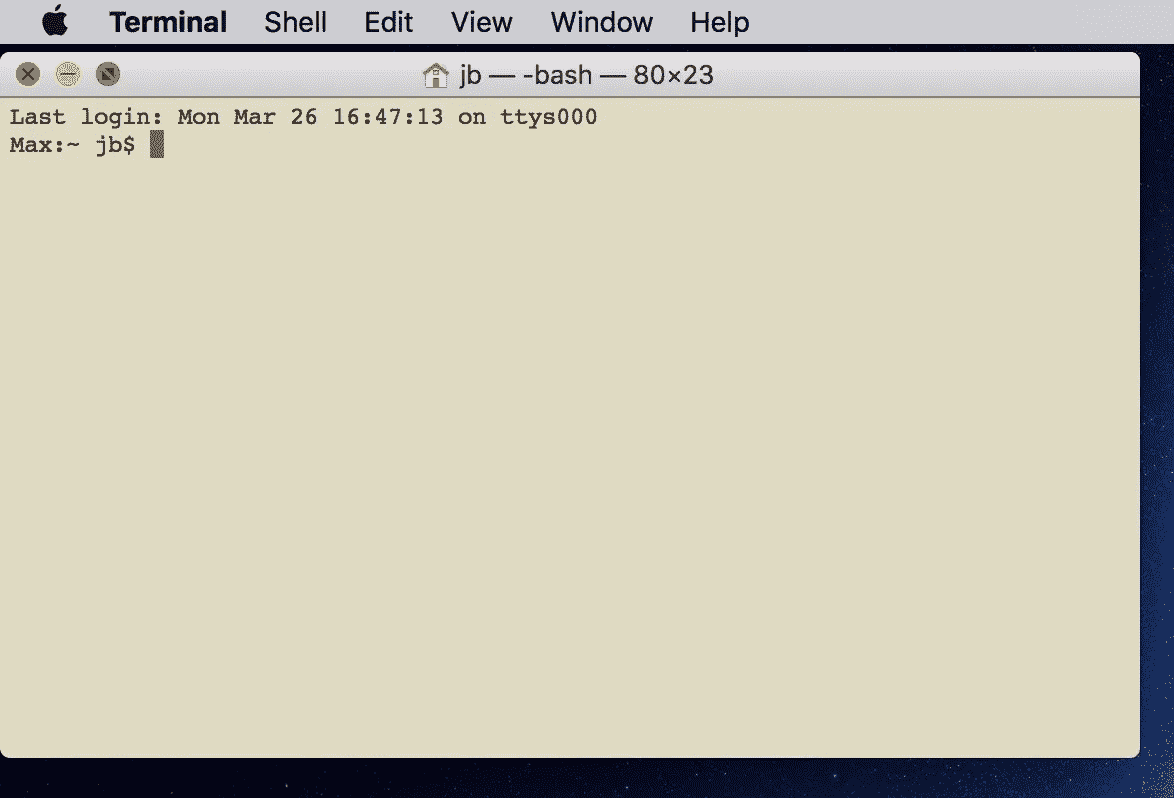 Terminal Shell Edit View Window Help
jb — -bash — 80×23
Last login: Mon Mar 26 16:47:13 on ttys000
Max:~ jb$